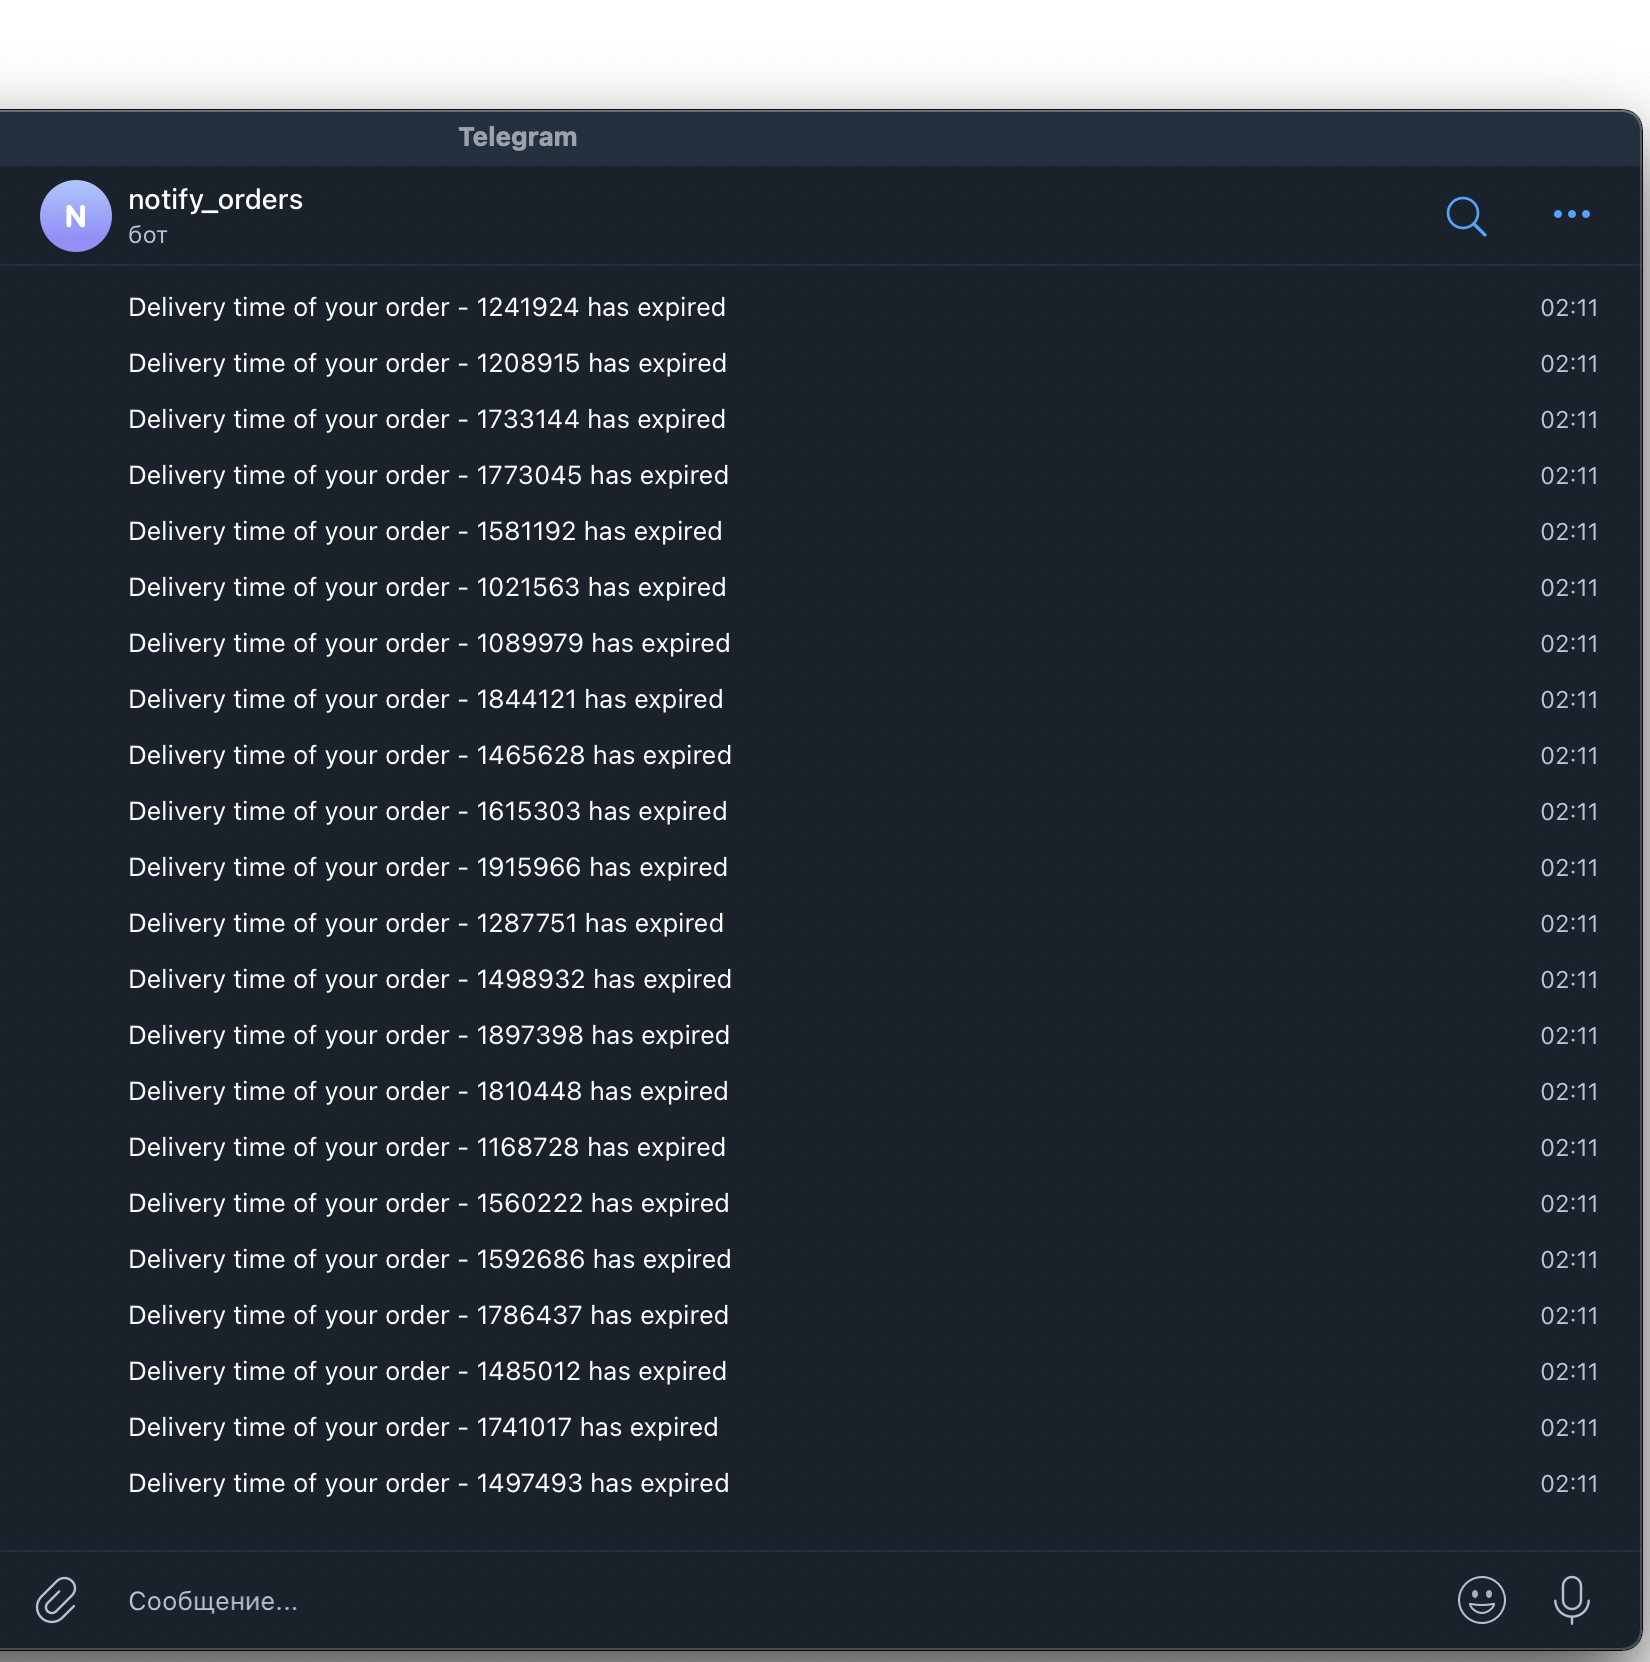 Telegram
N
notify_orders
бот
Delivery time of your order - 1241924 has expired 02:11
Delivery time of your order - 1208915 has expired 02:11
Delivery time of your order - 1733144 has expired 02:11
Delivery time of your order - 1773045 has expired 02:11
Delivery time of your order - 1581192 has expired 02:11
Delivery time of your order - 1021563 has expired 02:11
Delivery time of your order - 1089979 has expired 02:11
Delivery time of your order - 1844121 has expired 02:11
Delivery time of your order - 1465628 has expired 02:11
Delivery time of your order - 1615303 has expired 02:11
Delivery time of your order - 1915966 has expired 02:11
Delivery time of your order - 1287751 has expired 02:11
Delivery time of your order - 1498932 has expired 02:11
Delivery time of your order - 1897398 has expired 02:11
Delivery time of your order - 1810448 has expired 02:11
Delivery time of your order - 1168728 has expired 02:11
Delivery time of your order - 1560222 has expired 02:11
Delivery time of your order - 1592686 has expired 02:11
Delivery time of your order - 1786437 has expired 02:11
Delivery time of your order - 1485012 has expired 02:11
Delivery time of your order - 1741017 has expired 02:11
Delivery time of your order - 1497493 has expired 02:11
Сообщение...